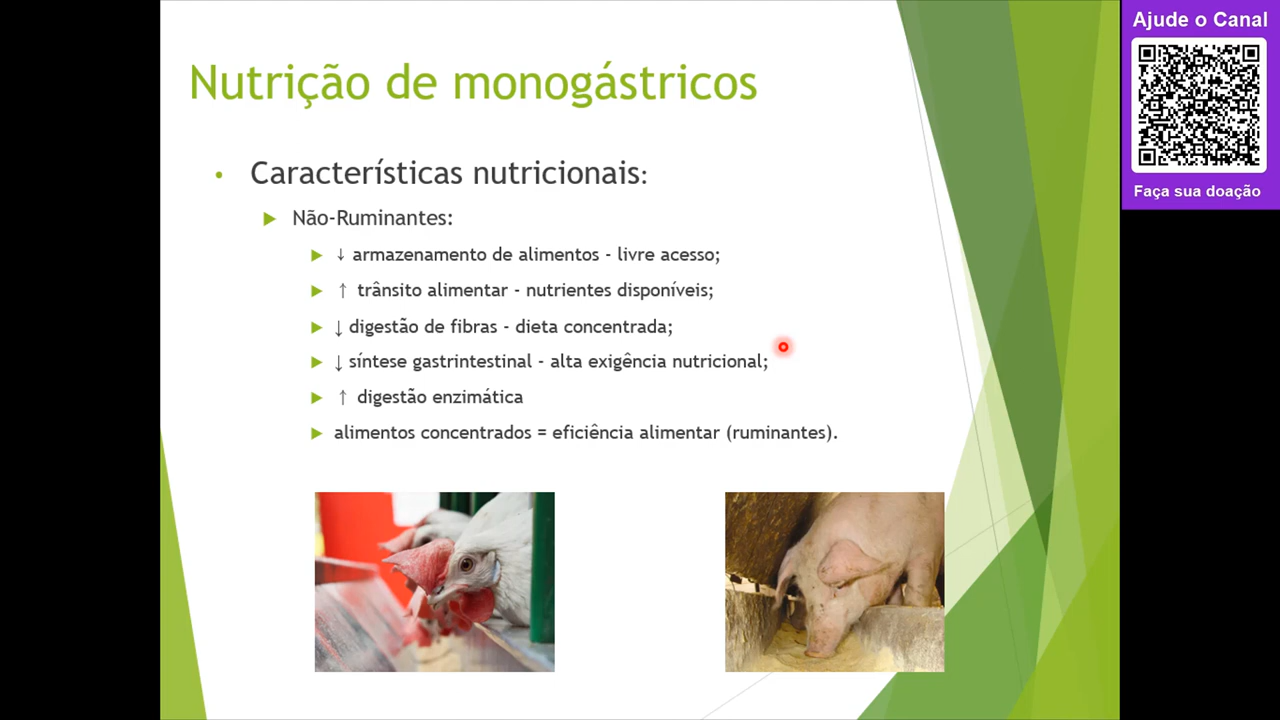 Nutrição de monogástricos
• Características nutricionais:
Não-Ruminantes:
↓ armazenamento de alimentos - livre acesso;
↑ trânsito alimentar - nutrientes disponíveis;
↓ digestão de fibras - dieta concentrada;
↓ síntese gastrintestinal - alta exigência nutricional;
↑ digestão enzimática
alimentos concentrados = eficiência alimentar (ruminantes).
Ajude o Canal
Faça sua doação